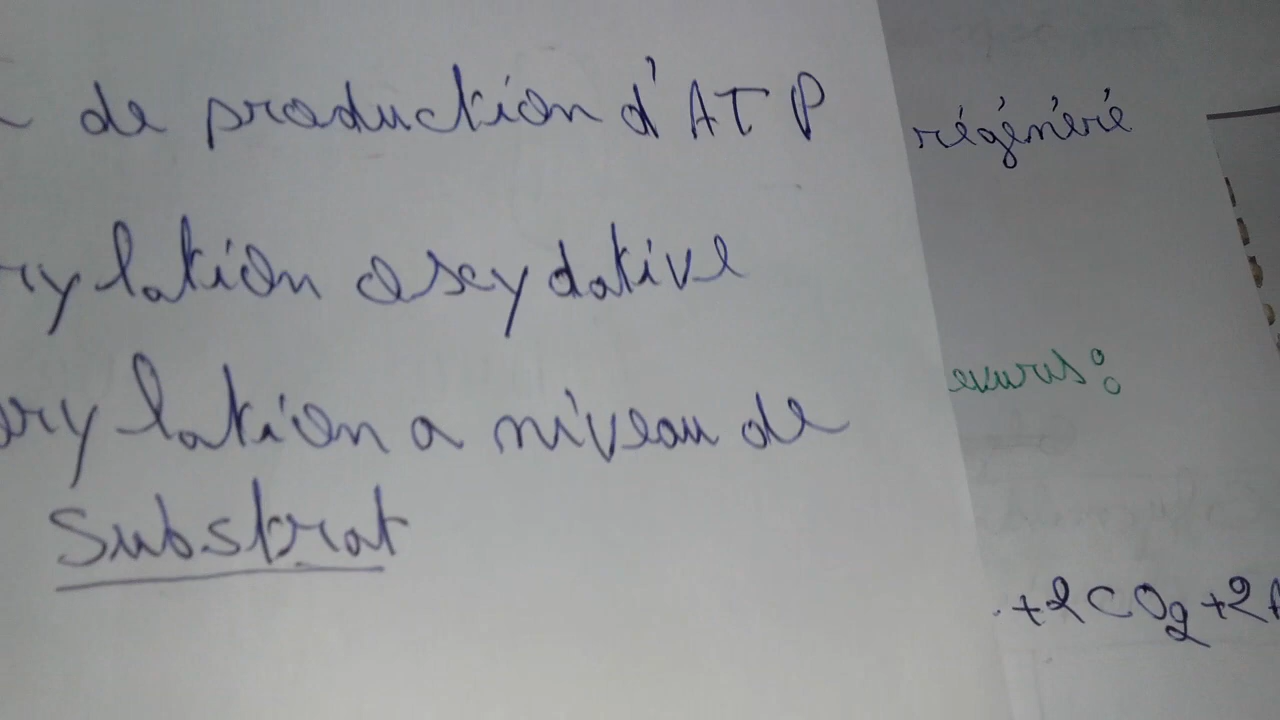 de production d'ATP
rylation oxydative
rylation a niveau de
Substrat
régénéré
+2CO₂+2